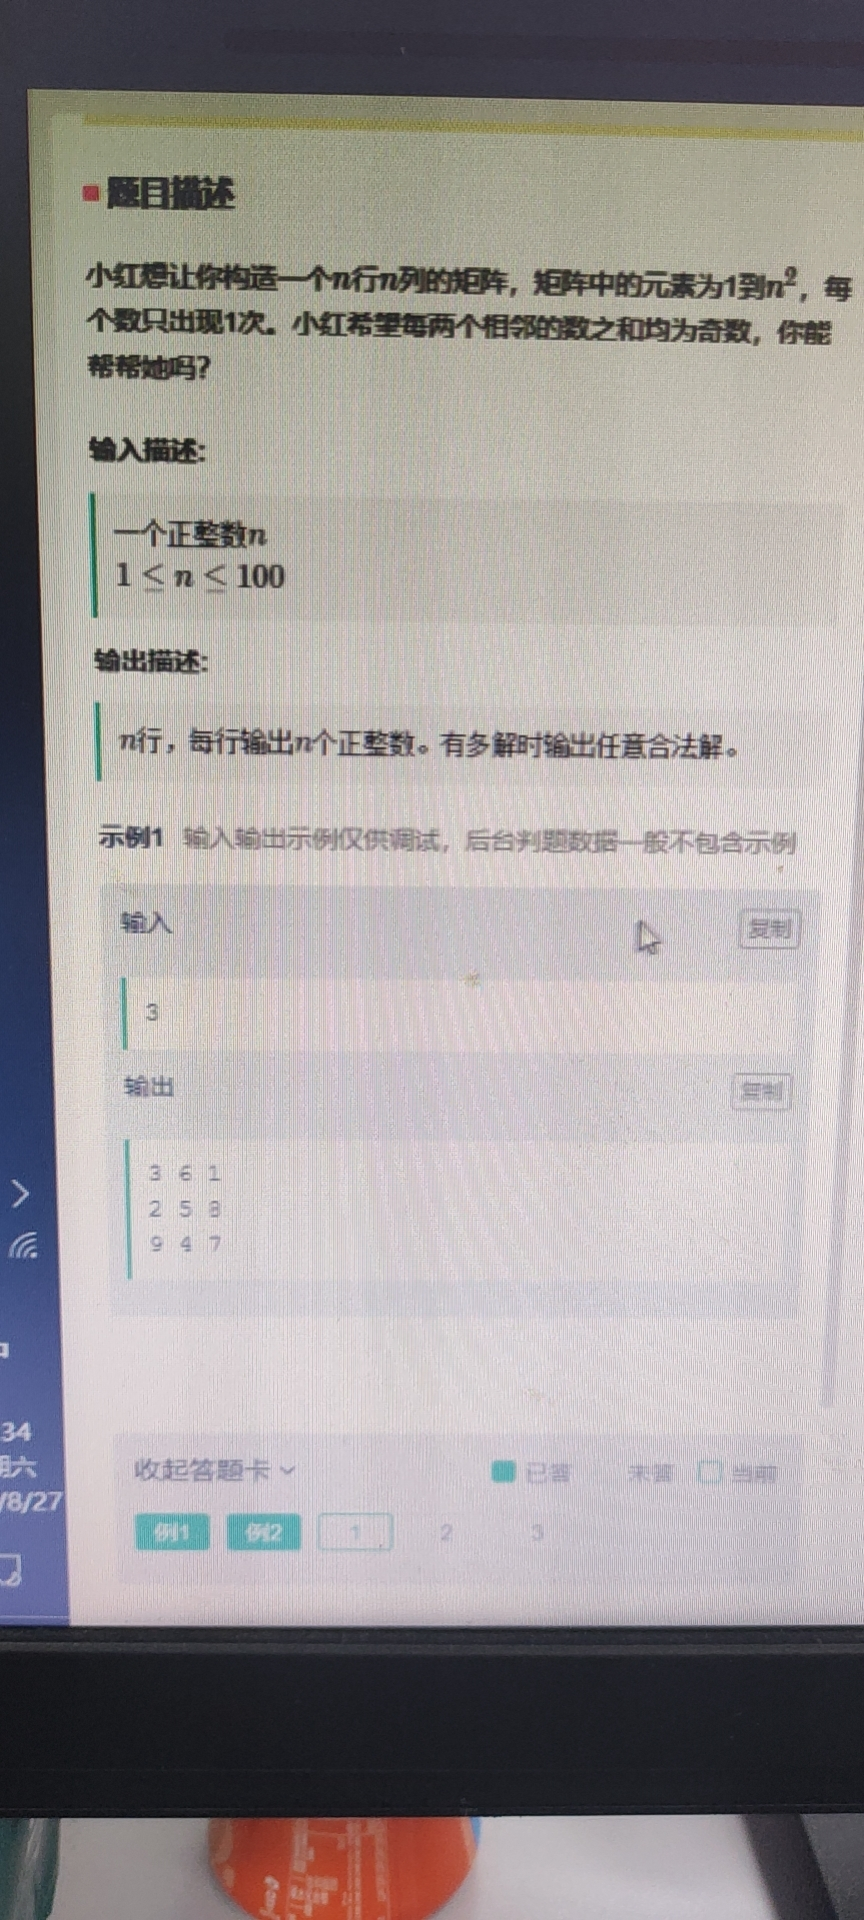 题目描述
小红想让你构造一个n行n列的矩阵，矩阵中的元素为1到n²，每
个数只出现1次。小红希望每两个相邻的数之和均为奇数，你能
帮帮她吗？
输入描述：
一个正整数n
1 ≤ n ≤ 100
输出描述：
n行，每行输出n个正整数。有多解时输出任意合法解。
示例1 输入输出示例仅供调试，后台判题数据一般不包含示例
输入
复制
3
输出
复制
3 6 1
2 5 8
9 4 7
34
期六
/8/27
收起答题卡
已答 未答 当前
例1 例2 1 2 3